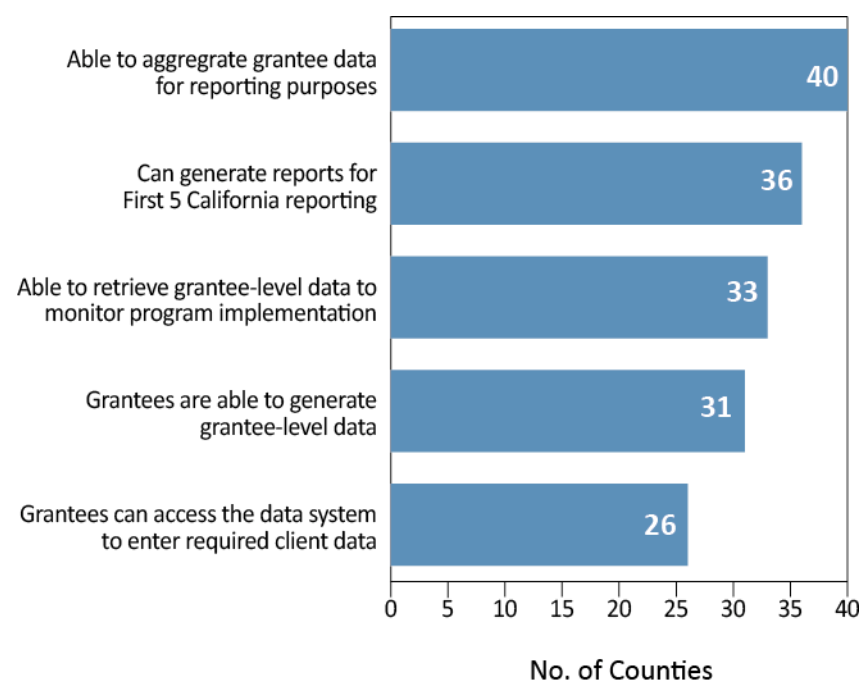 Able to aggregrate grantee data
for reporting purposes
40
Can generate reports for
First 5 California reporting
36
Able to retrieve grantee-level data to
monitor program implementation
33
Grantees are able to generate
grantee-level data
31
Grantees can access the data system
to enter required client data
26
0 5 10 15 20 25 30 35 40
No. of Counties